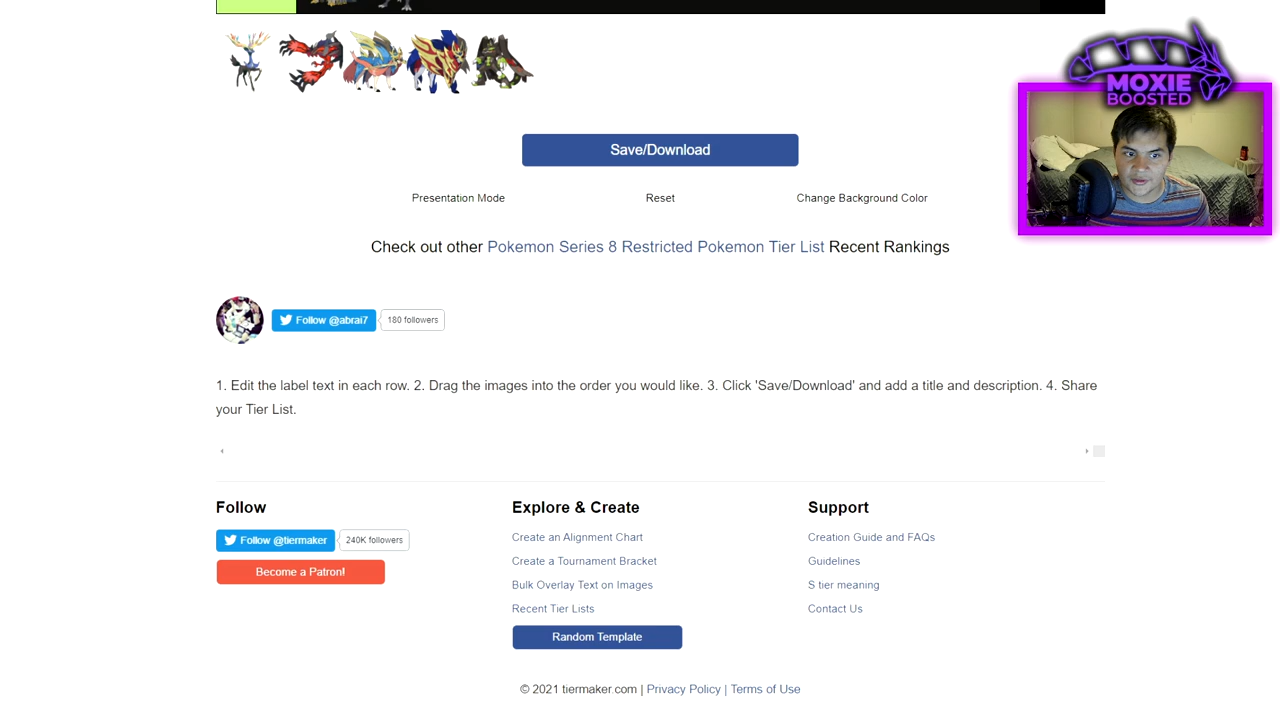 MOXIE
BOOSTED
Save/Download
Presentation Mode Reset Change Background Color
Check out other Pokemon Series 8 Restricted Pokemon Tier List Recent Rankings
Follow @abrai7 180 followers
1. Edit the label text in each row. 2. Drag the images into the order you would like. 3. Click 'Save/Download' and add a title and description. 4. Share
your Tier List.
Follow
Follow @tiermaker 240K followers
Become a Patron!
Explore & Create
Create an Alignment Chart
Create a Tournament Bracket
Bulk Overlay Text on Images
Recent Tier Lists
Random Template
Support
Creation Guide and FAQs
Guidelines
S tier meaning
Contact Us
© 2021 tiermaker.com | Privacy Policy | Terms of Use